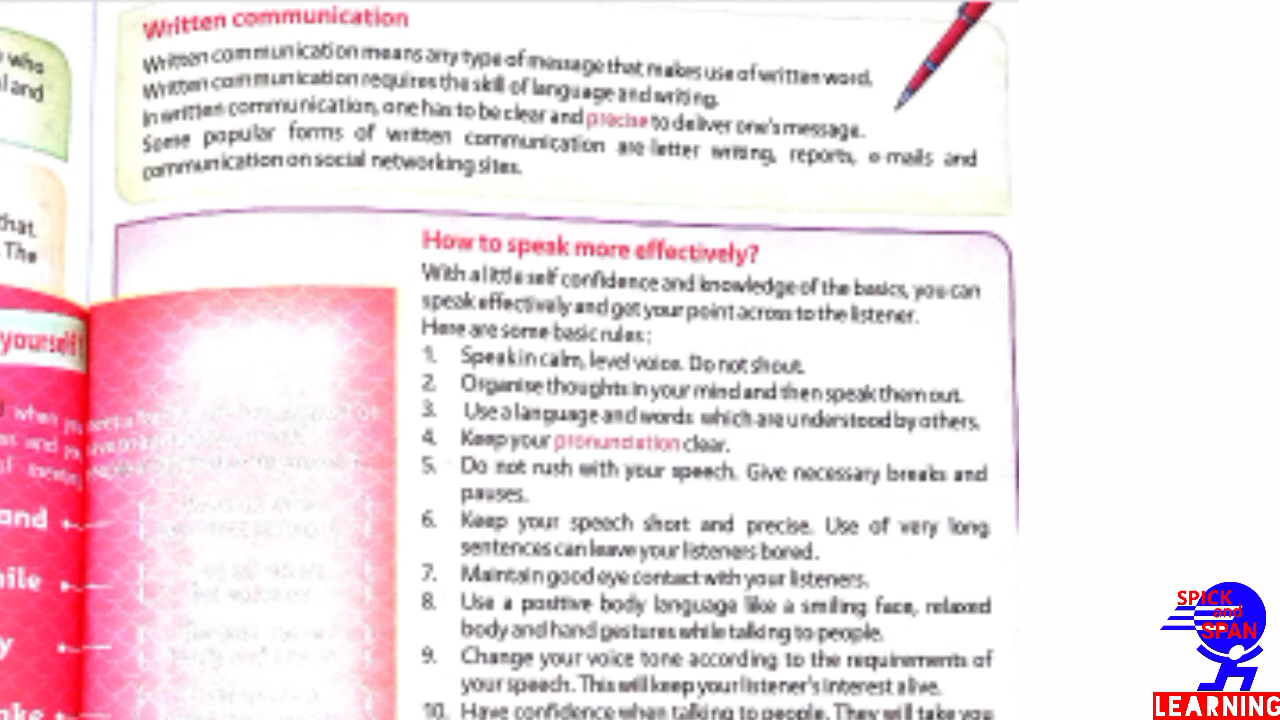 who
l and
that.
. The
yourself
and
Written communication
Written communication means any type of message that makes use of written word.
Written communication requires the skill of language and writing.
In written communication, one has to be clear and precise to deliver one's message.
Some popular forms of written communication are letter writing, reports, e-mails and
communication on social networking sites.
How to speak more effectively?
With a little self confidence and knowledge of the basics, you can
speak effectively and get your point across to the listener.
Here are some basic rules:
1. Speak in calm, level voice. Do not shout.
2. Organise thoughts in your mind and then speak them out.
3. Use a language and words which are understood by others.
4. Keep your pronunciation clear.
5. Do not rush with your speech. Give necessary breaks and
pauses.
6. Keep your speech short and precise. Use of very long
sentences can leave your listeners bored.
7. Maintain good eye contact with your listeners.
8. Use a positive body language like a smiling face, relaxed
body and hand gestures while talking to people.
9. Change your voice tone according to the requirements of
your speech. This will keep your listener's interest alive.
10. Have confidence when talking to people. They will take you
SPICK
and
SPAN
LEARNING